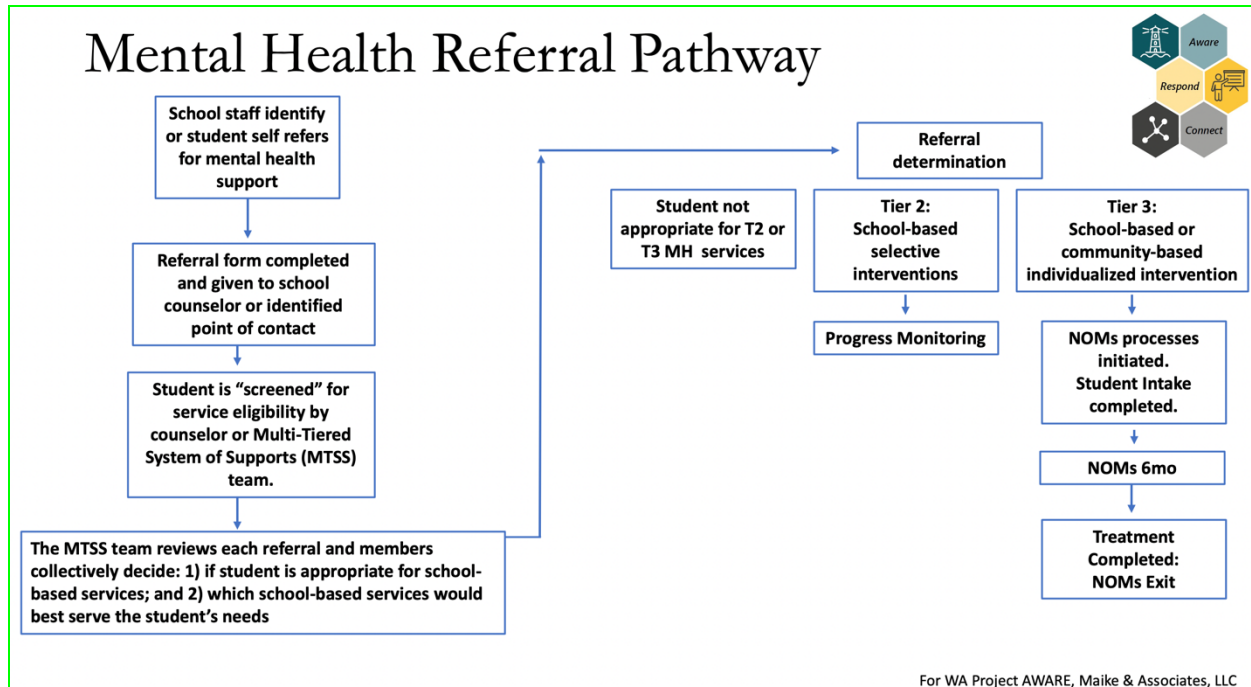 Mental Health Referral Pathway
Aware
Respond
Connect
School staff identify
or student self refers
for mental health
support
Referral form completed
and given to school
counselor or identified
point of contact
Student is “screened” for
service eligibility by
counselor or Multi-Tiered
System of Supports (MTSS)
team.
The MTSS team reviews each referral and members
collectively decide: 1) if student is appropriate for school-
based services; and 2) which school-based services would
best serve the student’s needs
Referral
determination
Student not
appropriate for T2 or
T3 MH services
Tier 2:
School-based
selective
interventions
Progress Monitoring
Tier 3:
School-based or
community-based
individualized intervention
NOMs processes
initiated.
Student Intake
completed.
NOMs 6mo
Treatment
Completed:
NOMs Exit
For WA Project AWARE, Maike & Associates, LLC